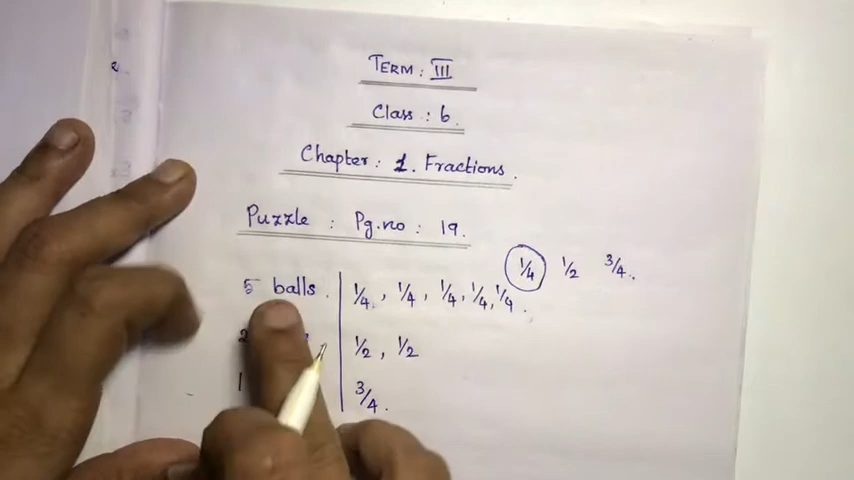 TERM : III
Class : 6.
Chapter : 1. Fractions.
Puzzle : Pg.no : 19.
1/4 1/2 3/4.
5 balls. 1/4, 1/4, 1/4, 1/4, 1/4.
2 1/2, 1/2
1 3/4.